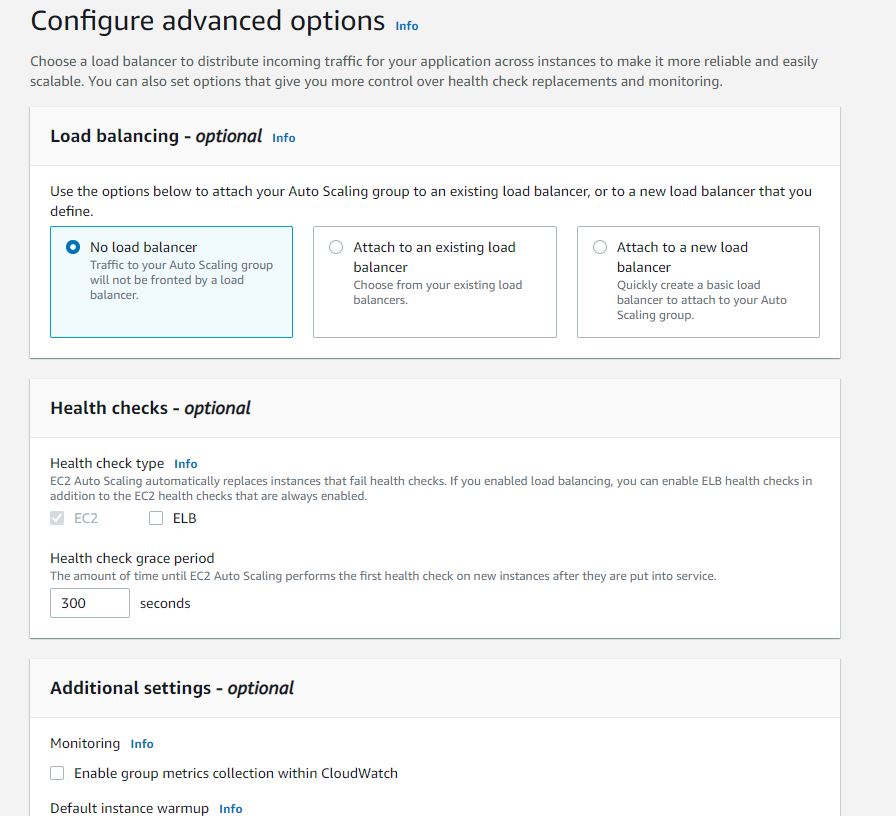 Configure advanced options Info
Choose a load balancer to distribute incoming traffic for your application across instances to make it more reliable and easily
scalable. You can also set options that give you more control over health check replacements and monitoring.
Load balancing - optional Info
Use the options below to attach your Auto Scaling group to an existing load balancer, or to a new load balancer that you
define.
No load balancer
Traffic to your Auto Scaling group
will not be fronted by a load
balancer.
Attach to an existing load
balancer
Choose from your existing load
balancers.
Attach to a new load
balancer
Quickly create a basic load
balancer to attach to your Auto
Scaling group.
Health checks - optional
Health check type Info
EC2 Auto Scaling automatically replaces instances that fail health checks. If you enabled load balancing, you can enable ELB health checks in
addition to the EC2 health checks that are always enabled.
EC2 ELB
Health check grace period
The amount of time until EC2 Auto Scaling performs the first health check on new instances after they are put into service.
300 seconds
Additional settings - optional
Monitoring Info
Enable group metrics collection within CloudWatch
Default instance warmup Info